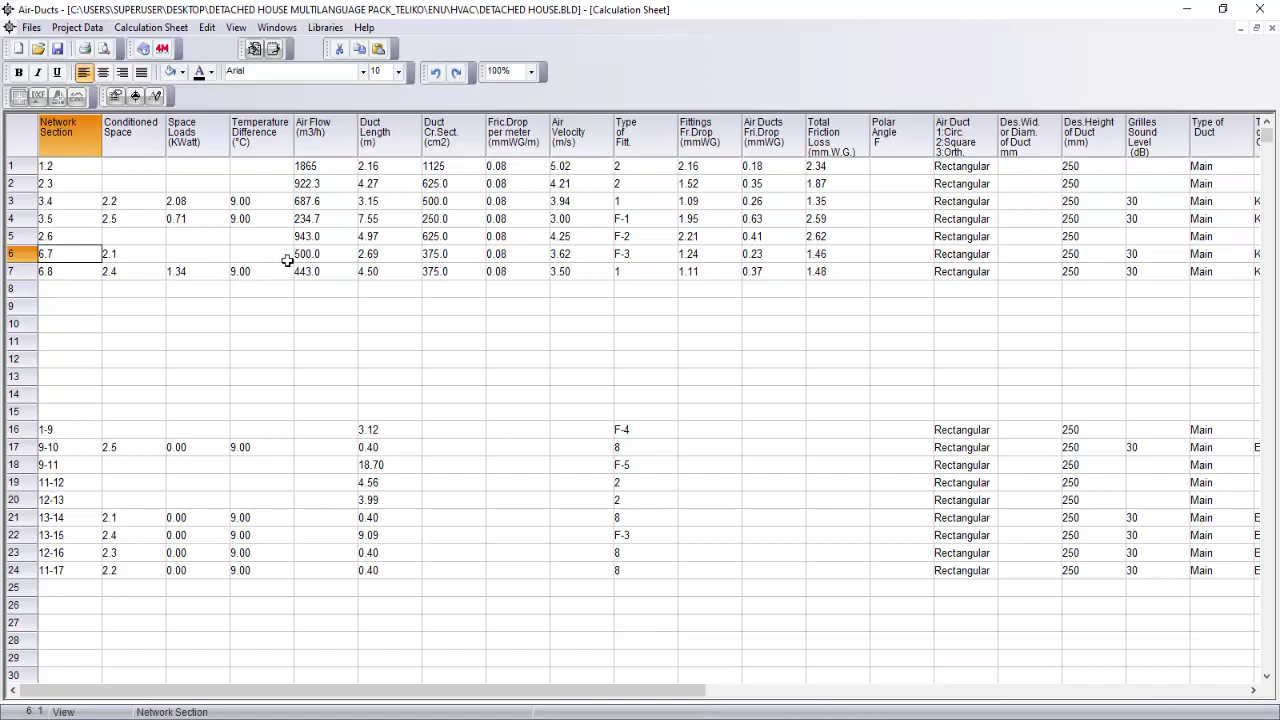 Air-Ducts - [C:\USERS\SUPERUSER\DESKTOP\DETACHED HOUSE MULTILANGUAGE PACK_TELIKO\ENU\HVAC\DETACHED HOUSE.BLD] - [Calculation Sheet]
Files Project Data Calculation Sheet Edit View Windows Libraries Help
4M
B I U A Arial 10 100%
Network Section Conditioned Space Space Loads (KWatt) Temperature Difference (°C) Air Flow (m3/h) Duct Length (m) Duct Cr.Sect. (cm2) Fric.Drop per meter (mmWG/m) Air Velocity (m/s) Type of Fitt. Fittings Fr.Drop (mmWG) Air Ducts Fri.Drop (mmWG) Total Friction Loss (mm.W.G.) Polar Angle F Air Duct 1:Circ. 2:Square 3:Orth. Des.Wid. or Diam. of Duct mm Des.Height of Duct (mm) Grilles Sound Level (dB) Type of Duct
1 1.2 1865 2.16 1125 0.08 5.02 2 2.16 0.18 2.34 Rectangular 250 Main
2 2.3 922.3 4.27 625.0 0.08 4.21 2 1.52 0.35 1.87 Rectangular 250 Main
3 3.4 2.2 2.08 9.00 687.6 3.15 500.0 0.08 3.94 1 1.09 0.26 1.35 Rectangular 250 30 Main K
4 3.5 2.5 0.71 9.00 234.7 7.55 250.0 0.08 3.00 F-1 1.95 0.63 2.59 Rectangular 250 30 Main K
5 2.6 943.0 4.97 625.0 0.08 4.25 F-2 2.21 0.41 2.62 Rectangular 250 Main
6 6.7 2.1 500.0 2.69 375.0 0.08 3.62 F-3 1.24 0.23 1.46 Rectangular 250 30 Main K
7 6.8 2.4 1.34 9.00 443.0 4.50 375.0 0.08 3.50 1 1.11 0.37 1.48 Rectangular 250 30 Main K
8
9
10
11
12
13
14
15
16 1-9 3.12 F-4 Rectangular 250 Main
17 9-10 2.5 0.00 9.00 0.40 8 Rectangular 250 30 Main E
18 9-11 18.70 F-5 Rectangular 250 Main
19 11-12 4.56 2 Rectangular 250 Main
20 12-13 3.99 2 Rectangular 250 Main
21 13-14 2.1 0.00 9.00 0.40 8 Rectangular 250 30 Main E
22 13-15 2.4 0.00 9.00 9.09 F-3 Rectangular 250 30 Main E
23 12-16 2.3 0.00 9.00 0.40 8 Rectangular 250 30 Main E
24 11-17 2.2 0.00 9.00 0.40 8 Rectangular 250 30 Main E
25
26
27
28
29
30
6: 1 View Network Section